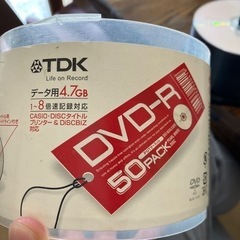 TDK
Life on Record
データ用4.7GB
1~8倍速記録対応
CASIO-DISCタイトル
プリンター&DISCBIZ
対応
DVD-R
50PACK
DVD